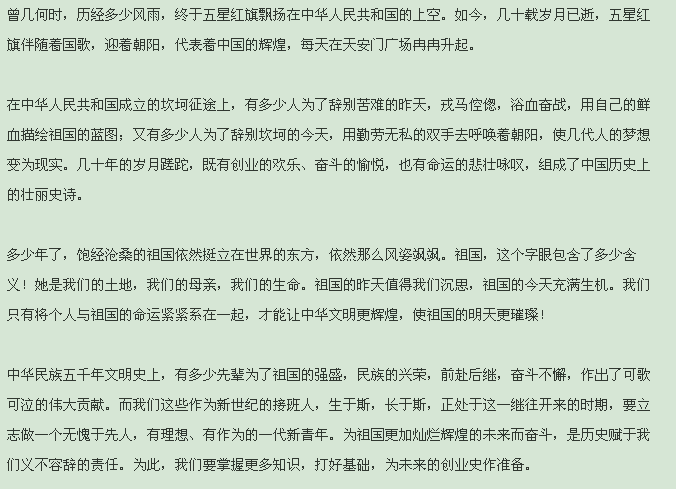 曾几何时，历经多少风雨，终于五星红旗飘扬在中华人民共和国的上空。如今，几十载岁月已逝，五星红
旗伴随着国歌，迎着朝阳，代表着中国的辉煌，每天在天安门广场冉冉升起。
在中华人民共和国成立的坎坷征途上，有多少人为了辞别苦难的昨天，戎马倥偬，浴血奋战，用自己的鲜
血描绘祖国的蓝图；又有多少人为了辞别坎坷的今天，用勤劳无私的双手去呼唤着朝阳，使几代人的梦想
变为现实。几十年的岁月蹉跎，既有创业的欢乐、奋斗的愉悦，也有命运的悲壮咏叹，组成了中国历史上
的壮丽史诗。
多少年了，饱经沧桑的祖国依然挺立在世界的东方，依然那么风姿飒飒。祖国，这个字眼包含了多少含
义！她是我们的土地，我们的母亲，我们的生命。祖国的昨天值得我们沉思，祖国的今天充满生机。我们
只有将个人与祖国的命运紧紧系在一起，才能让中华文明更辉煌，使祖国的明天更璀璨！
中华民族五千年文明史上，有多少先辈为了祖国的强盛，民族的兴荣，前赴后继，奋斗不懈，作出了可歌
可泣的伟大贡献。而我们这些作为新世纪的接班人，生于斯，长于斯，正处于这一继往开来的时期，要立
志做一个无愧于先人，有理想、有作为的一代新青年。为祖国更加灿烂辉煌的未来而奋斗，是历史赋于我
们义不容辞的责任。为此，我们要掌握更多知识，打好基础，为未来的创业史作准备。